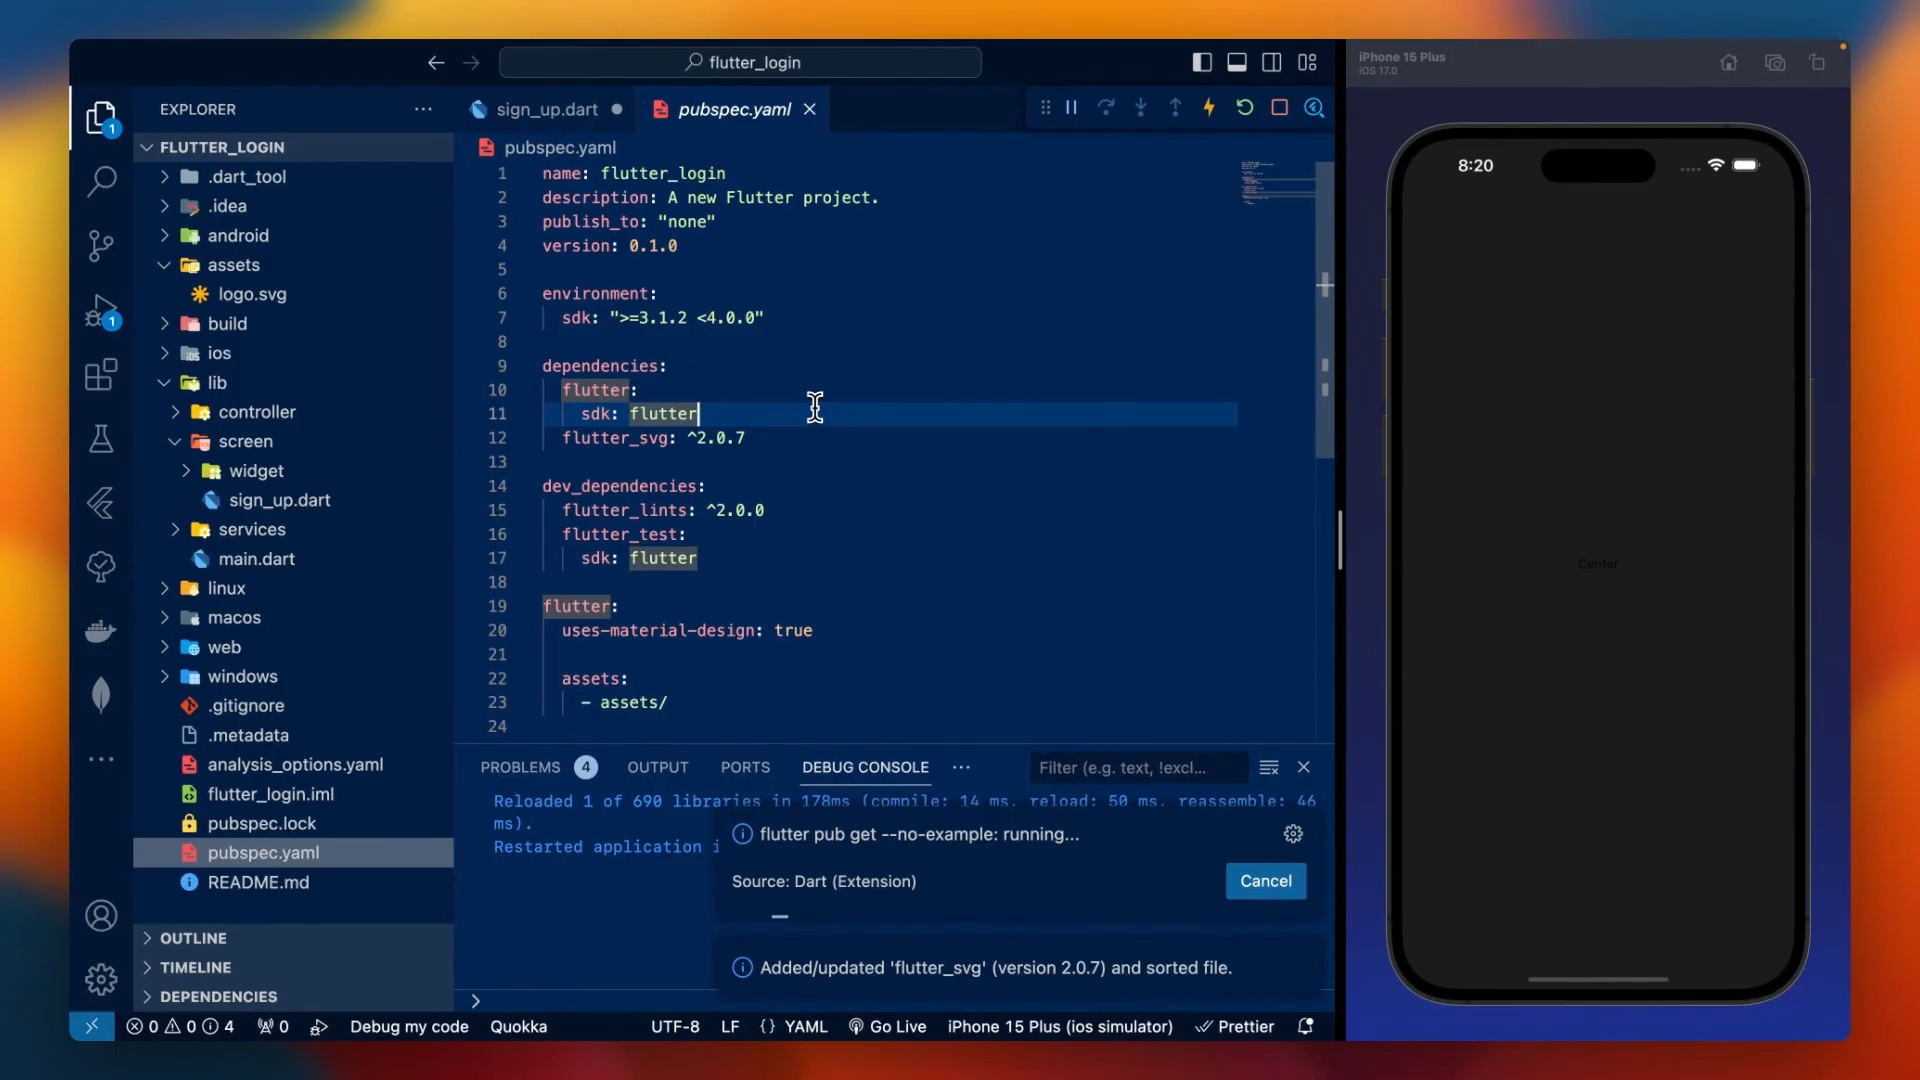 flutter_login
iPhone 15 Plus
iOS 17.0
EXPLORER
sign_up.dart
pubspec.yaml
FLUTTER_LOGIN
.dart_tool
.idea
android
assets
logo.svg
build
ios
lib
controller
screen
widget
sign_up.dart
services
main.dart
linux
macos
web
windows
.gitignore
.metadata
analysis_options.yaml
flutter_login.iml
pubspec.lock
pubspec.yaml
README.md
OUTLINE
TIMELINE
DEPENDENCIES
pubspec.yaml
1 name: flutter_login
2 description: A new Flutter project.
3 publish_to: "none"
4 version: 0.1.0
5
6 environment:
7 sdk: ">=3.1.2 <4.0.0"
8
9 dependencies:
10 flutter:
11 sdk: flutter
12 flutter_svg: ^2.0.7
13
14 dev_dependencies:
15 flutter_lints: ^2.0.0
16 flutter_test:
17 sdk: flutter
18
19 flutter:
20 uses-material-design: true
21
22 assets:
23 - assets/
24
PROBLEMS 4 OUTPUT PORTS DEBUG CONSOLE
Filter (e.g. text, !excl...
Reloaded 1 of 690 libraries in 178ms (compile: 14 ms, reload: 50 ms, reassemble: 46
ms).
Restarted application i
flutter pub get --no-example: running...
Source: Dart (Extension)
Cancel
Added/updated 'flutter_svg' (version 2.0.7) and sorted file.
1
1
0 0 4 0 Debug my code Quokka UTF-8 LF {} YAML Go Live iPhone 15 Plus (ios simulator) Prettier
8:20
Center